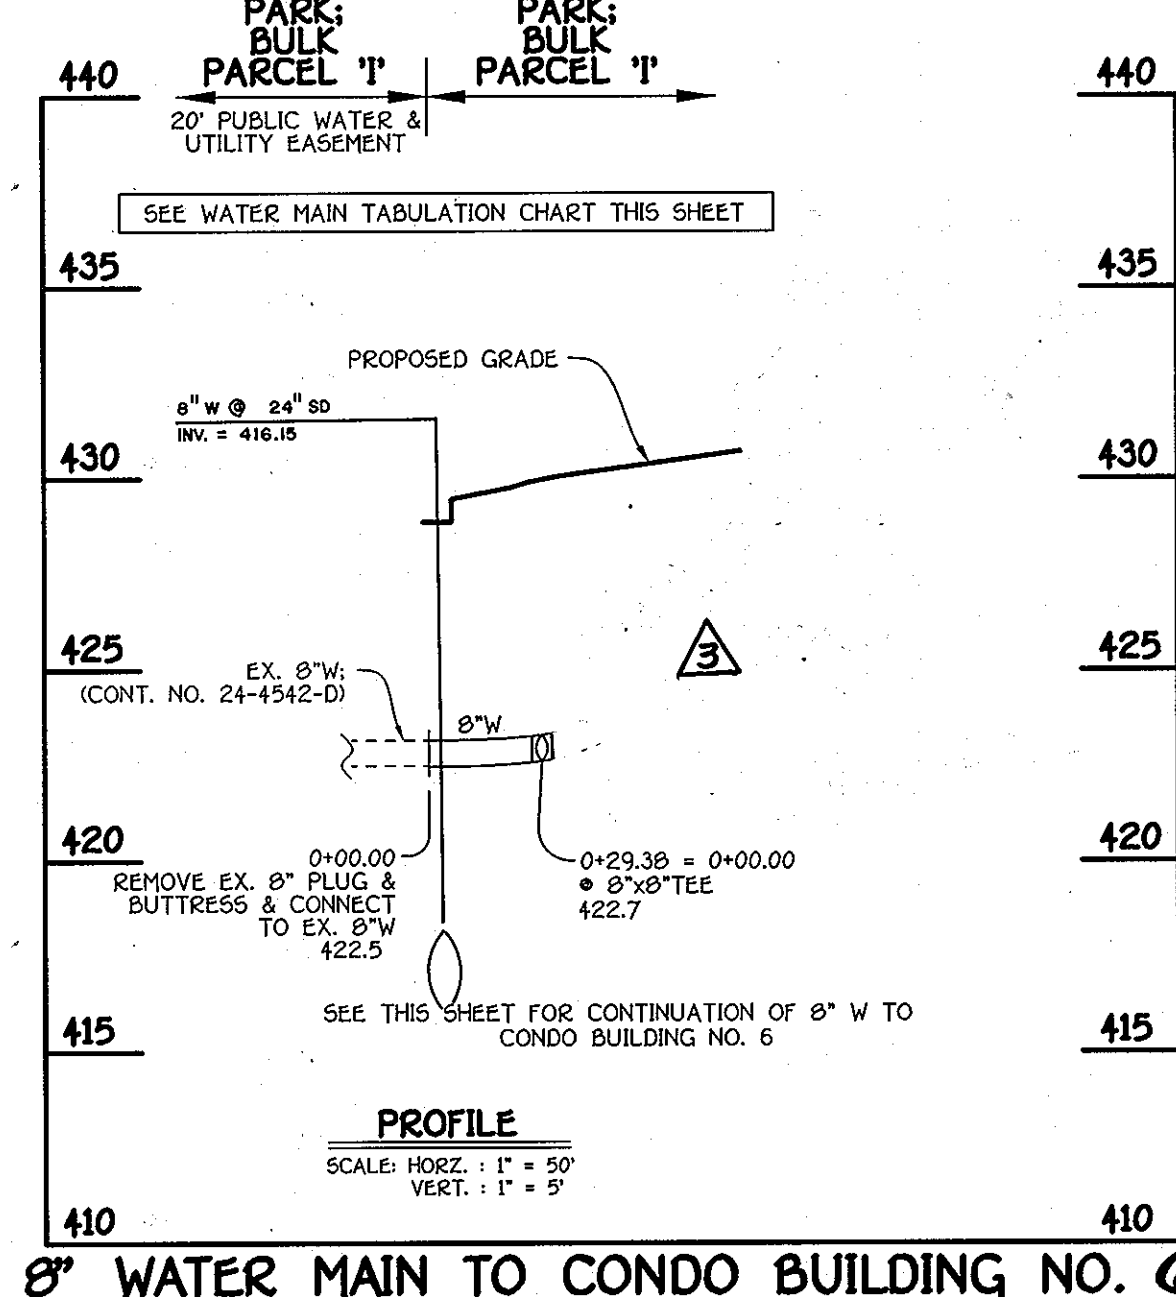 PARK; PARK;
BULK BULK
PARCEL 'I' PARCEL 'I'
440 440
20' PUBLIC WATER &
UTILITY EASEMENT
SEE WATER MAIN TABULATION CHART THIS SHEET
435 435
PROPOSED GRADE
8" W @ 24" SD
INV. = 416.15
430 430
425 425
3
EX. 8"W;
(CONT. NO. 24-4542-D)
8"W
420 420
0+00.00
REMOVE EX. 8" PLUG &
BUTTRESS & CONNECT
TO EX. 8"W
422.5
0+29.38 = 0+00.00
@ 8"x8"TEE
422.7
SEE THIS SHEET FOR CONTINUATION OF 8" W TO
CONDO BUILDING NO. 6
415 415
PROFILE
SCALE: HORZ. : 1" = 50'
VERT. : 1" = 5'
410 410
8" WATER MAIN TO CONDO BUILDING NO. 6